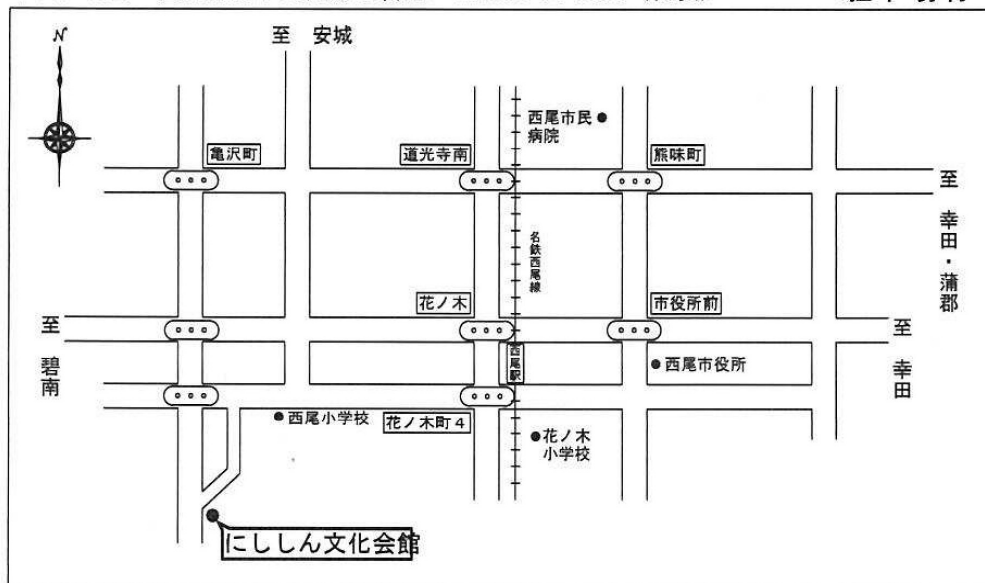 N
至 安城
西尾市民
病院
亀沢町
道光寺南
熊味町
至 幸田・蒲郡
名鉄西尾線
花ノ木
市役所前
至 碧南
至 幸田
西尾駅
西尾市役所
西尾小学校
花ノ木町4
花ノ木
小学校
にししん文化会館